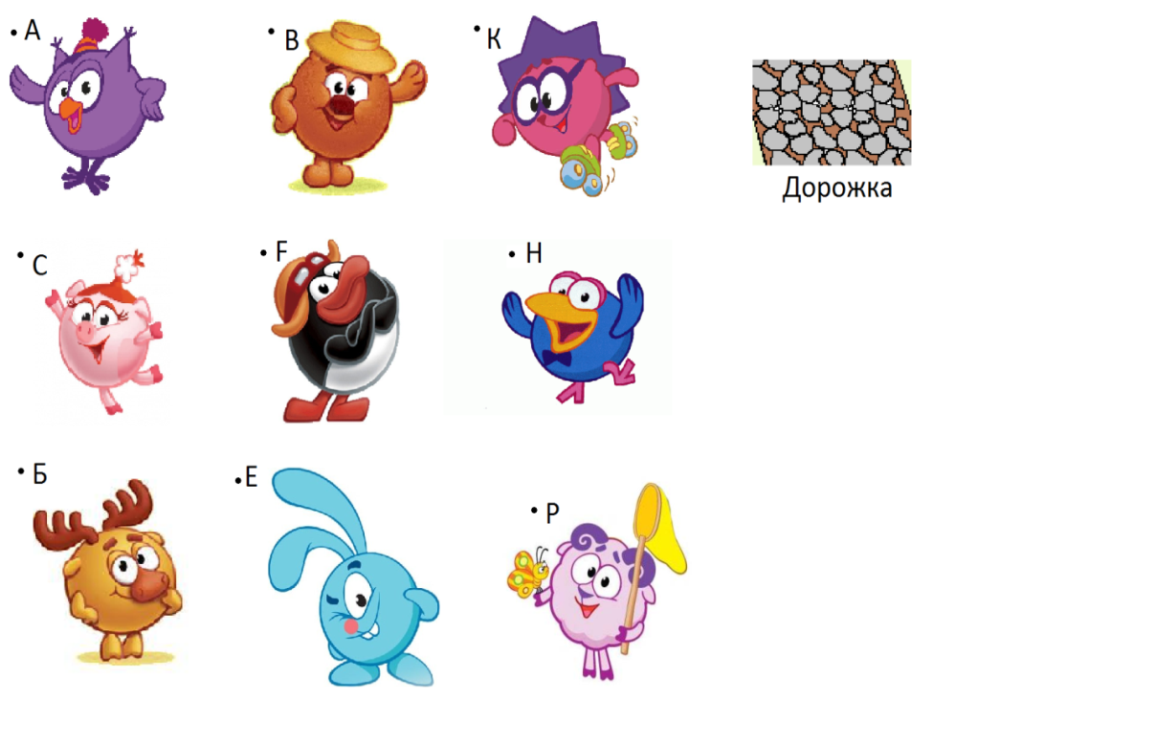 • А
• В
• К
Дорожка
• С
• F
• Н
• Б
• Е
• Р